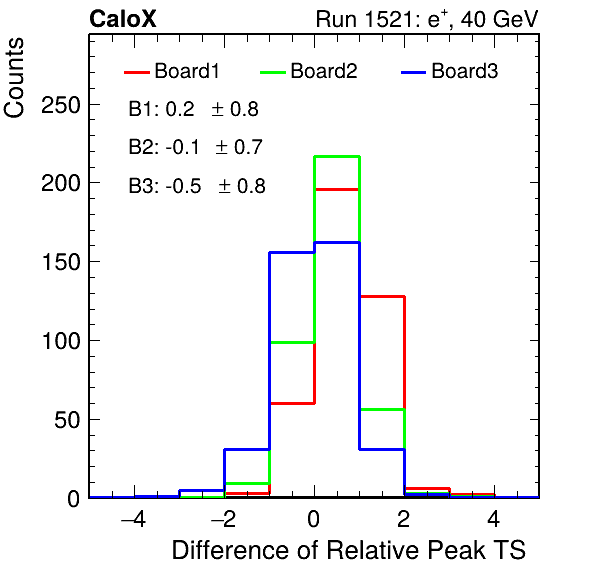 CaloX Run 1521: e⁺, 40 GeV
Counts
Board1 Board2 Board3
B1: 0.2 ± 0.8
B2: -0.1 ± 0.7
B3: -0.5 ± 0.8
250
200
150
100
50
0
−4 −2 0 2 4
Difference of Relative Peak TS